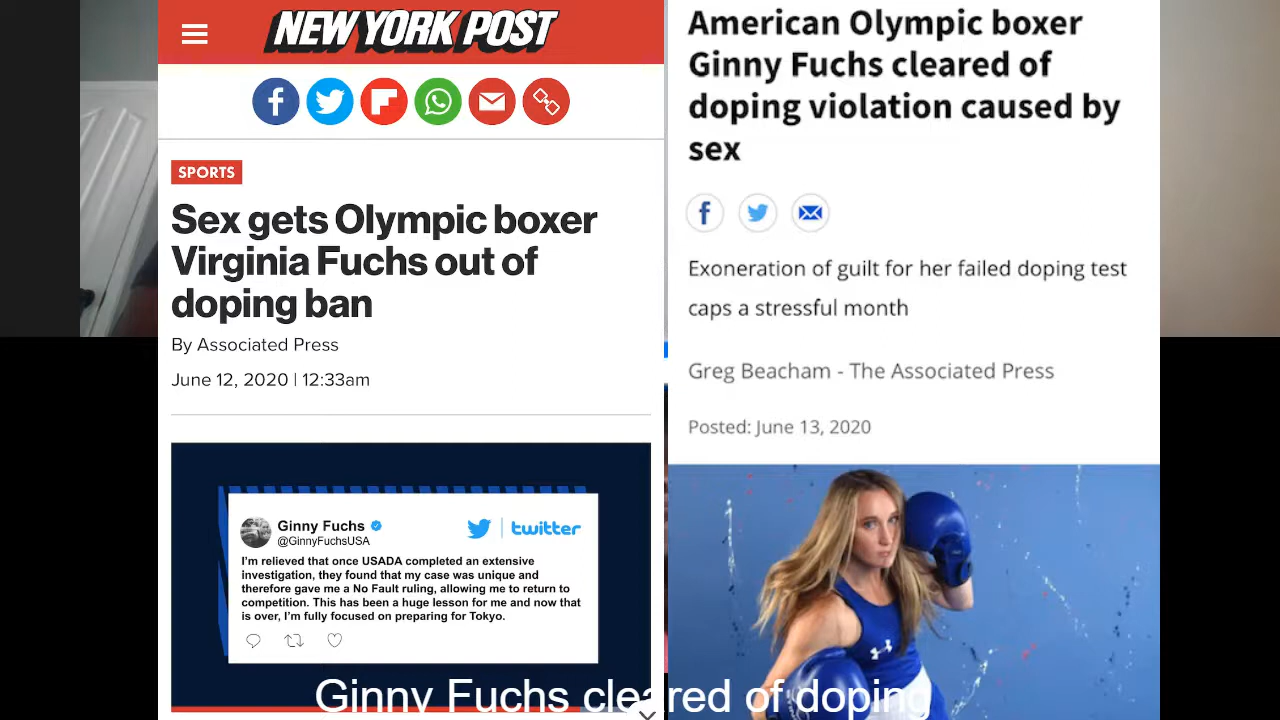 NEW YORK POST
SPORTS
Sex gets Olympic boxer
Virginia Fuchs out of
doping ban
By Associated Press
June 12, 2020 | 12:33am
Ginny Fuchs
@GinnyFuchsUSA
twitter
I'm relieved that once USADA completed an extensive
investigation, they found that my case was unique and
therefore gave me a No Fault ruling, allowing me to return to
competition. This has been a huge lesson for me and now that
is over, I'm fully focused on preparing for Tokyo.
American Olympic boxer
Ginny Fuchs cleared of
doping violation caused by
sex
Exoneration of guilt for her failed doping test
caps a stressful month
Greg Beacham - The Associated Press
Posted: June 13, 2020
Ginny Fuchs cleared of doping